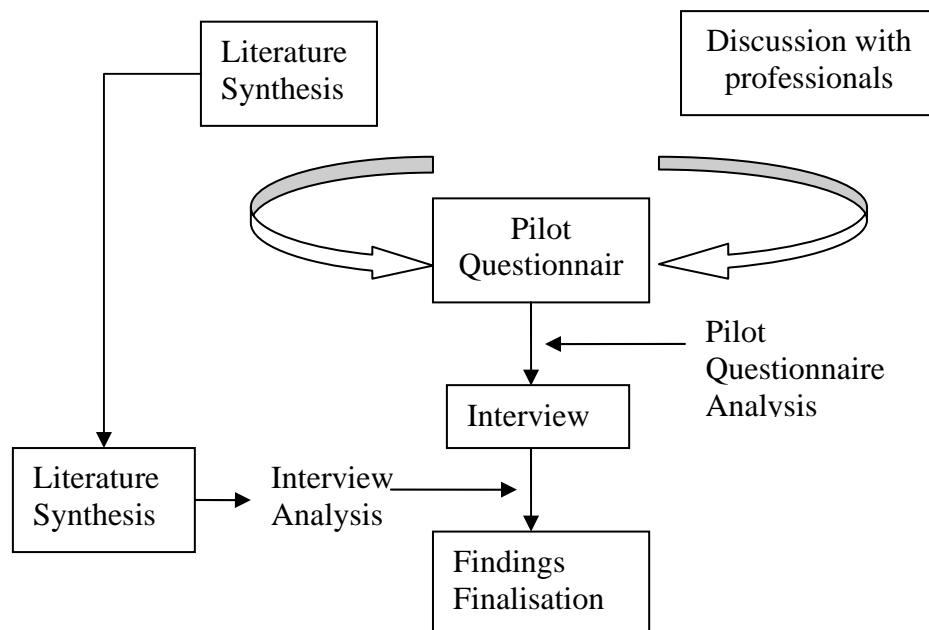 Literature
Synthesis
Discussion with
professionals
Pilot
Questionnair
Pilot
Questionnaire
Analysis
Interview
Literature
Synthesis
Interview
Analysis
Findings
Finalisation